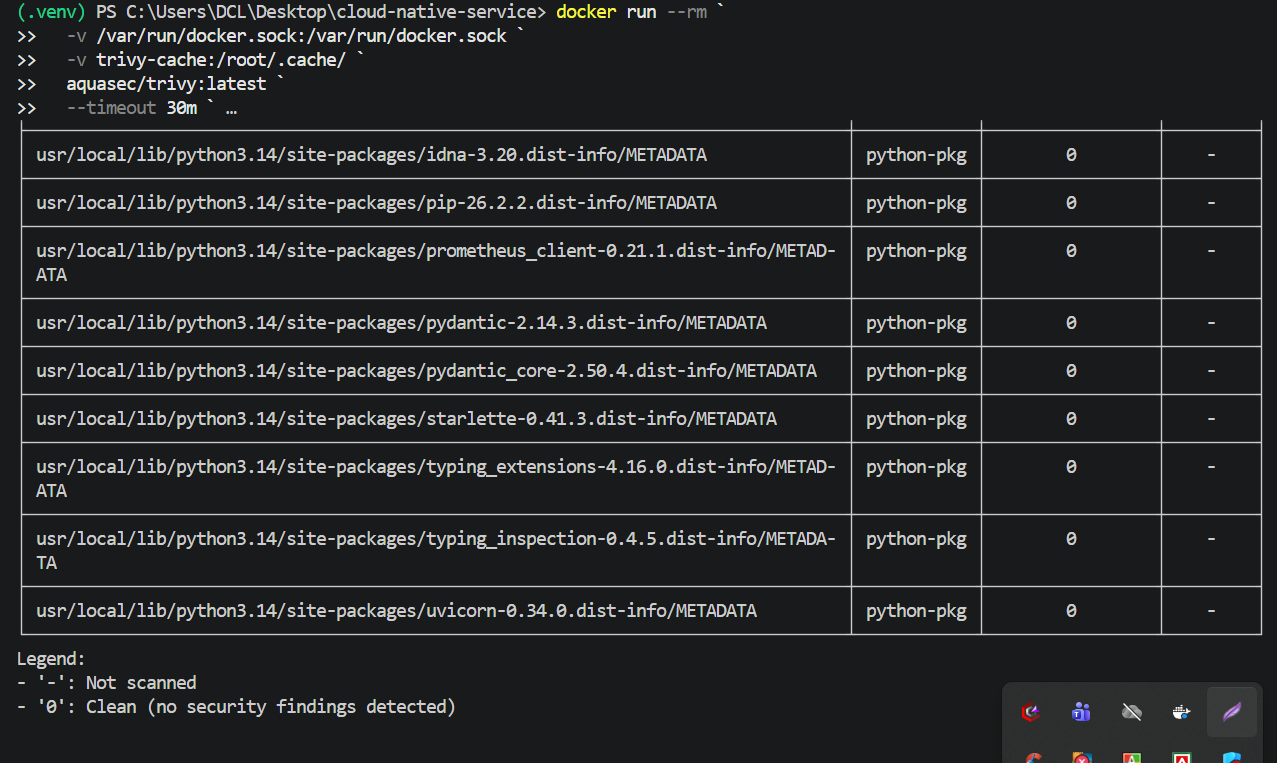 (.venv) PS C:\Users\DCL\Desktop\cloud-native-service> docker run --rm `
>> -v /var/run/docker.sock:/var/run/docker.sock `
>> -v trivy-cache:/root/.cache/ `
>> aquasec/trivy:latest `
>> --timeout 30m ` …
usr/local/lib/python3.14/site-packages/idna-3.20.dist-info/METADATA python-pkg 0 -
usr/local/lib/python3.14/site-packages/pip-26.2.2.dist-info/METADATA python-pkg 0 -
usr/local/lib/python3.14/site-packages/prometheus_client-0.21.1.dist-info/METAD- python-pkg 0 -
ATA
usr/local/lib/python3.14/site-packages/pydantic-2.14.3.dist-info/METADATA python-pkg 0 -
usr/local/lib/python3.14/site-packages/pydantic_core-2.50.4.dist-info/METADATA python-pkg 0 -
usr/local/lib/python3.14/site-packages/starlette-0.41.3.dist-info/METADATA python-pkg 0 -
usr/local/lib/python3.14/site-packages/typing_extensions-4.16.0.dist-info/METAD- python-pkg 0 -
ATA
usr/local/lib/python3.14/site-packages/typing_inspection-0.4.5.dist-info/METADA- python-pkg 0 -
TA
usr/local/lib/python3.14/site-packages/uvicorn-0.34.0.dist-info/METADATA python-pkg 0 -
Legend:
- '-': Not scanned
- '0': Clean (no security findings detected)